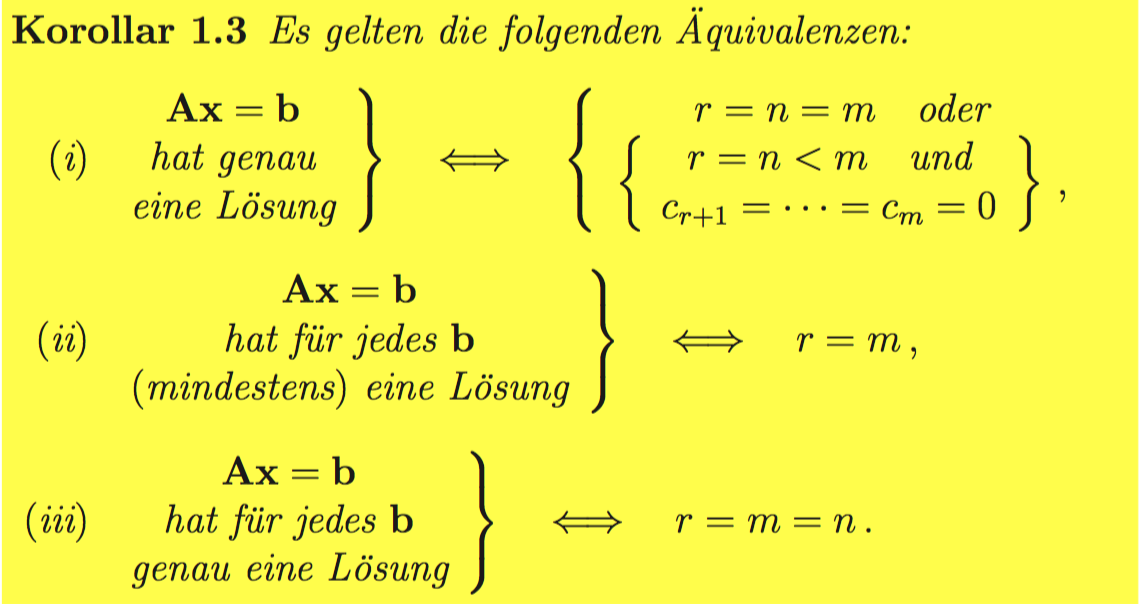 Korollar 1.3 Es gelten die folgenden Äquivalenzen:
Ax = b
r = n = m oder
(i) hat genau ⟺ r = n < m und
eine Lösung } ⟺ { { c_{r+1} = ⋯ = c_m = 0 } ,
Ax = b
(ii) hat für jedes b } ⟺ r = m ,
(mindestens) eine Lösung
Ax = b
(iii) hat für jedes b } ⟺ r = m = n .
genau eine Lösung